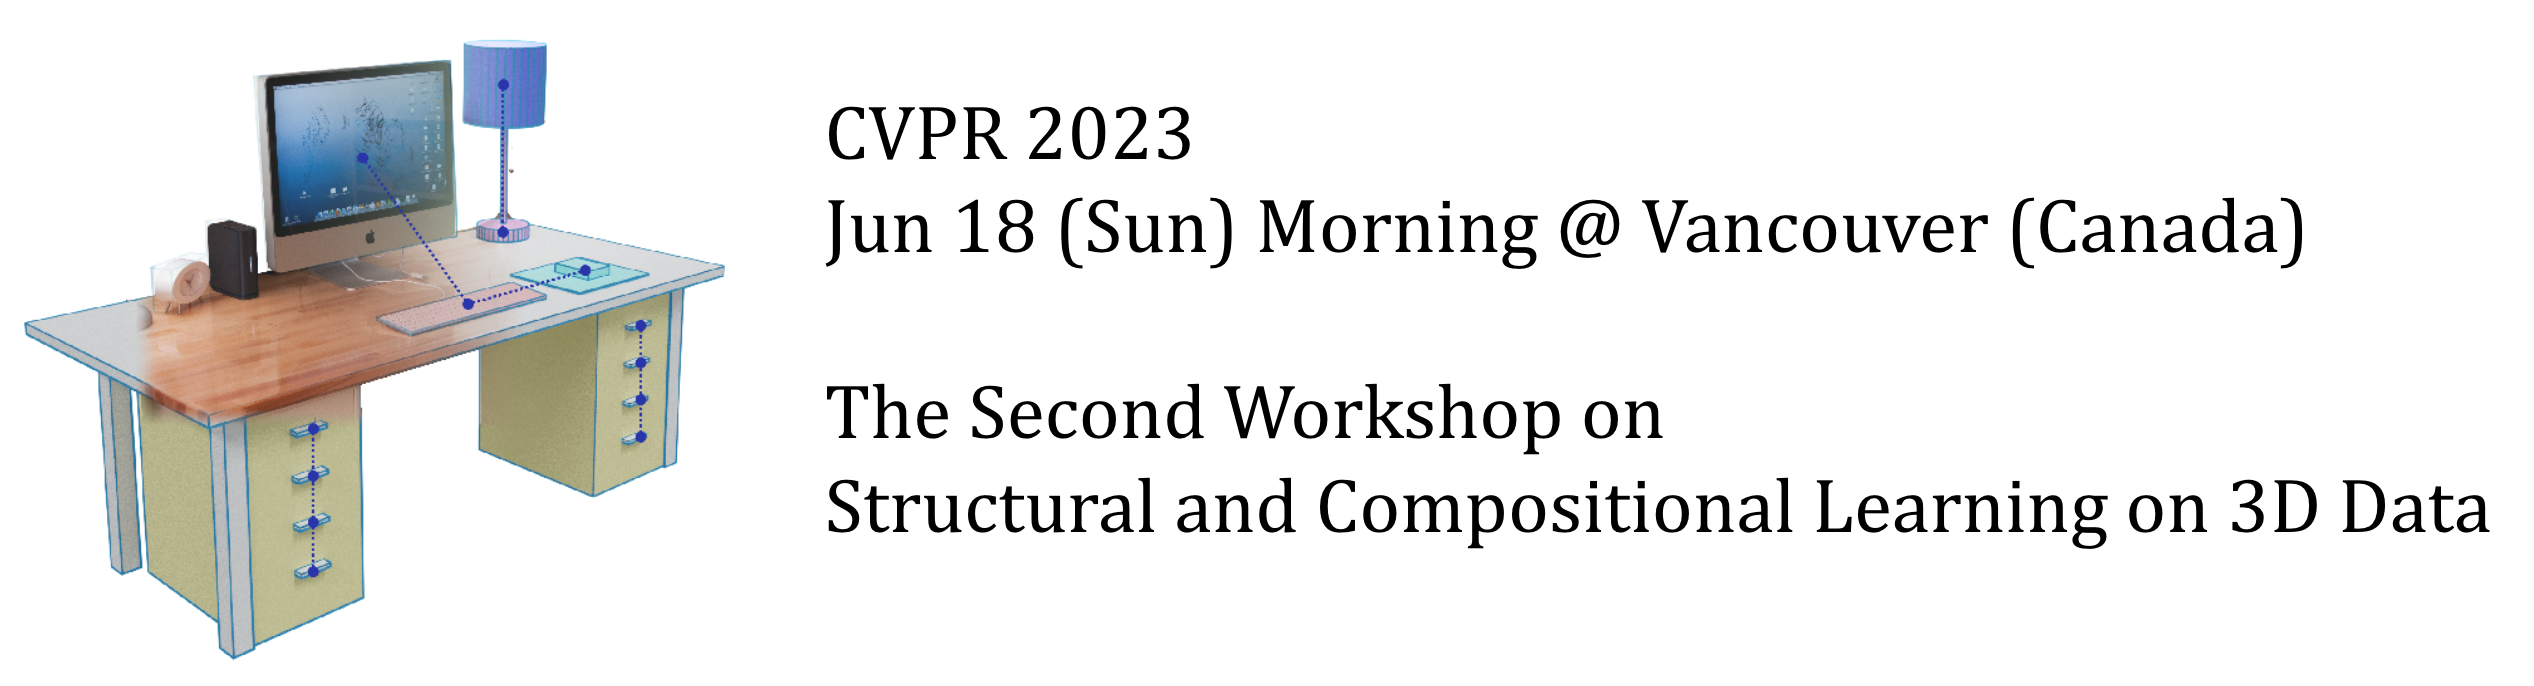 CVPR 2023
Jun 18 (Sun) Morning @ Vancouver (Canada)
The Second Workshop on
Structural and Compositional Learning on 3D Data